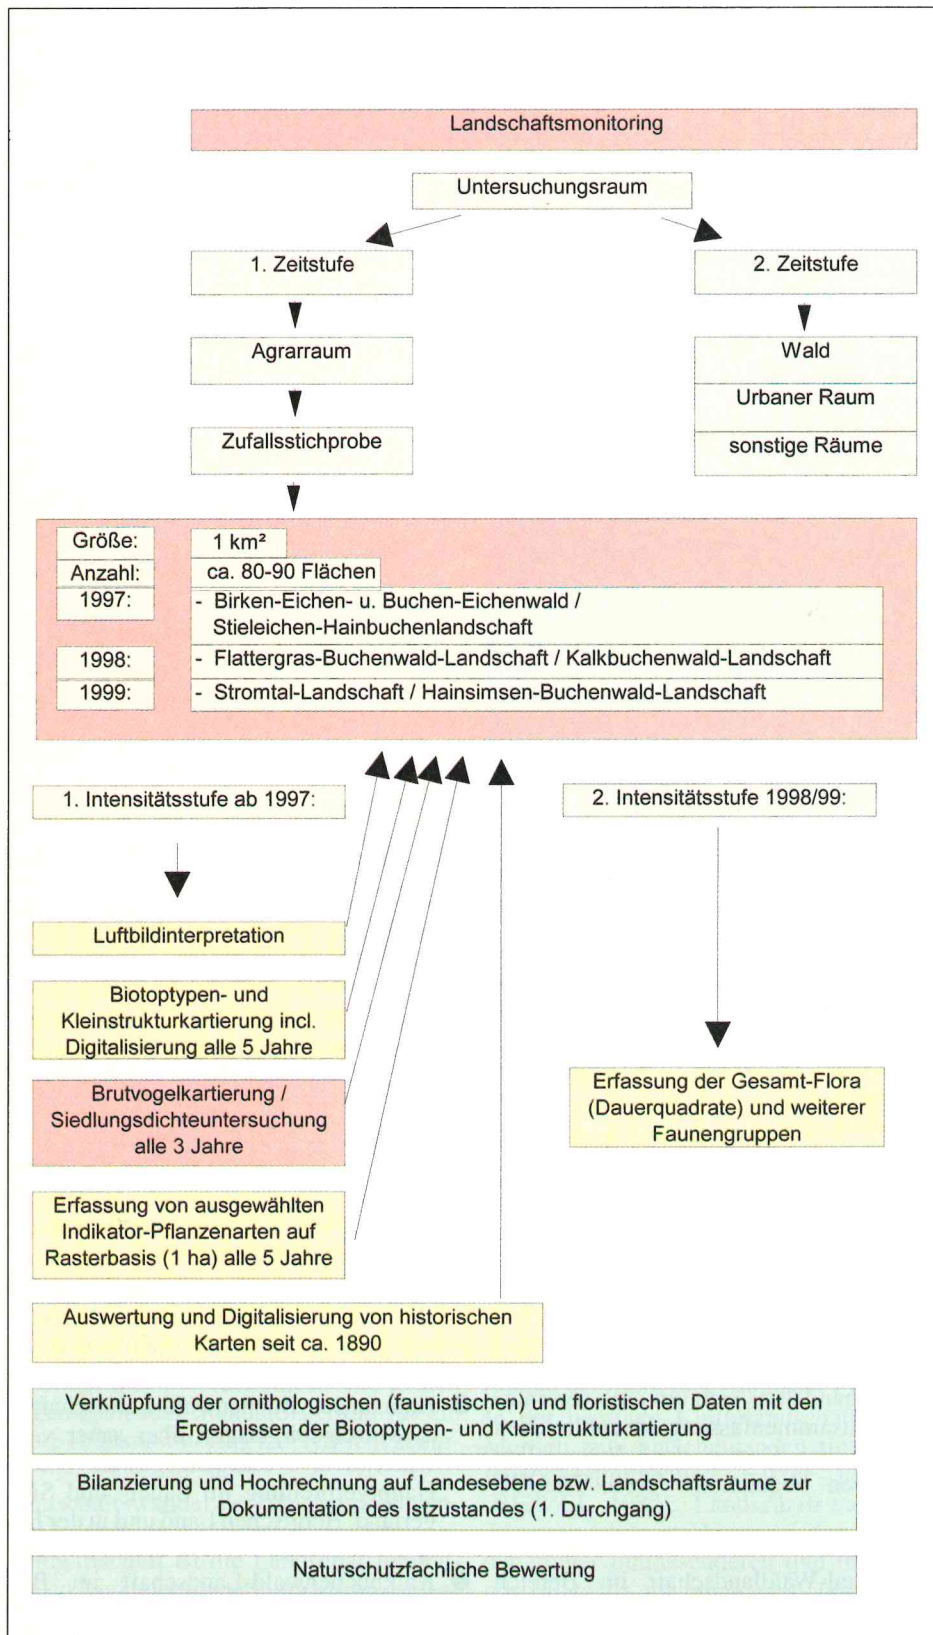 Landschaftsmonitoring
Untersuchungsraum
1. Zeitstufe
2. Zeitstufe
Agrarraum
Wald
Urbaner Raum
Zufallsstichprobe
sonstige Räume
Größe:
1 km²
Anzahl:
ca. 80-90 Flächen
1997:
- Birken-Eichen- u. Buchen-Eichenwald /
Stieleichen-Hainbuchenlandschaft
1998:
- Flattergras-Buchenwald-Landschaft / Kalkbuchenwald-Landschaft
1999:
- Stromtal-Landschaft / Hainsimsen-Buchenwald-Landschaft
1. Intensitätsstufe ab 1997:
2. Intensitätsstufe 1998/99:
Luftbildinterpretation
Biotoptypen- und
Kleinstrukturkartierung incl.
Digitalisierung alle 5 Jahre
Brutvogelkartierung /
Siedlungsdichteuntersuchung
alle 3 Jahre
Erfassung der Gesamt-Flora
(Dauerquadrate) und weiterer
Faunengruppen
Erfassung von ausgewählten
Indikator-Pflanzenarten auf
Rasterbasis (1 ha) alle 5 Jahre
Auswertung und Digitalisierung von historischen
Karten seit ca. 1890
Verknüpfung der ornithologischen (faunistischen) und floristischen Daten mit den
Ergebnissen der Biotoptypen- und Kleinstrukturkartierung
Bilanzierung und Hochrechnung auf Landesebene bzw. Landschaftsräume zur
Dokumentation des Istzustandes (1. Durchgang)
Naturschutzfachliche Bewertung